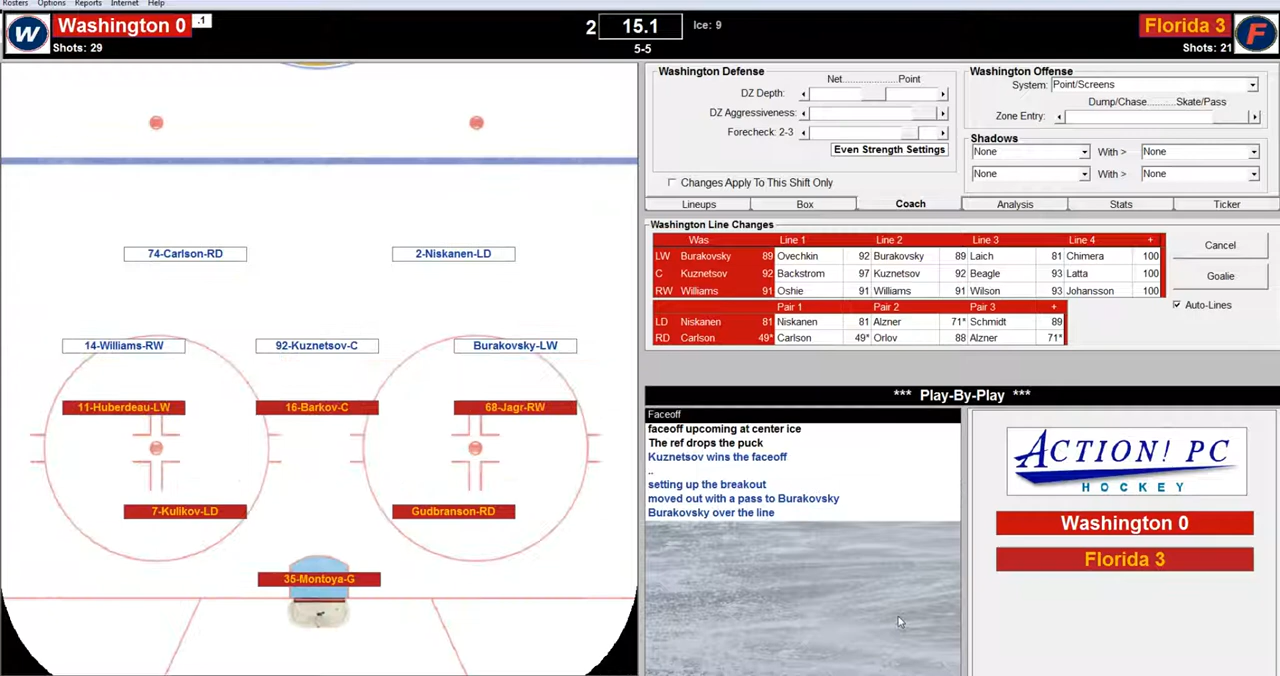 Rosters Options Reports Internet Help
W Washington 0 .1
Shots: 29
2 15.1 Ice: 9
5-5
Florida 3 F
Shots: 21
74-Carlson-RD 2-Niskanen-LD
14-Williams-RW 92-Kuznetsov-C Burakovsky-LW
11-Huberdeau-LW 16-Barkov-C 68-Jagr-RW
7-Kulikov-LD Gudbranson-RD
35-Montoya-G
Washington Defense
Net..................Point
DZ Depth:
DZ Aggressiveness:
Forecheck: 2-3
Even Strength Settings
Changes Apply To This Shift Only
Washington Offense
System: Point/Screens
Dump/Chase.........Skate/Pass
Zone Entry:
Shadows
None With > None
None With > None
Lineups Box Coach Analysis Stats Ticker
Washington Line Changes
Was Line 1 Line 2 Line 3 Line 4 +
LW Burakovsky 89 Ovechkin 92 Burakovsky 89 Laich 81 Chimera 100
C Kuznetsov 92 Backstrom 97 Kuznetsov 92 Beagle 93 Latta 100
RW Williams 91 Oshie 91 Williams 91 Wilson 93 Johansson 100
Pair 1 Pair 2 Pair 3 +
LD Niskanen 81 Niskanen 81 Alzner 71* Schmidt 89
RD Carlson 49* Carlson 49* Orlov 88 Alzner 71*
Cancel
Goalie
Auto-Lines
*** Play-By-Play ***
Faceoff
faceoff upcoming at center ice
The ref drops the puck
Kuznetsov wins the faceoff
..
setting up the breakout
moved out with a pass to Burakovsky
Burakovsky over the line
ACTION! PC
HOCKEY
Washington 0
Florida 3